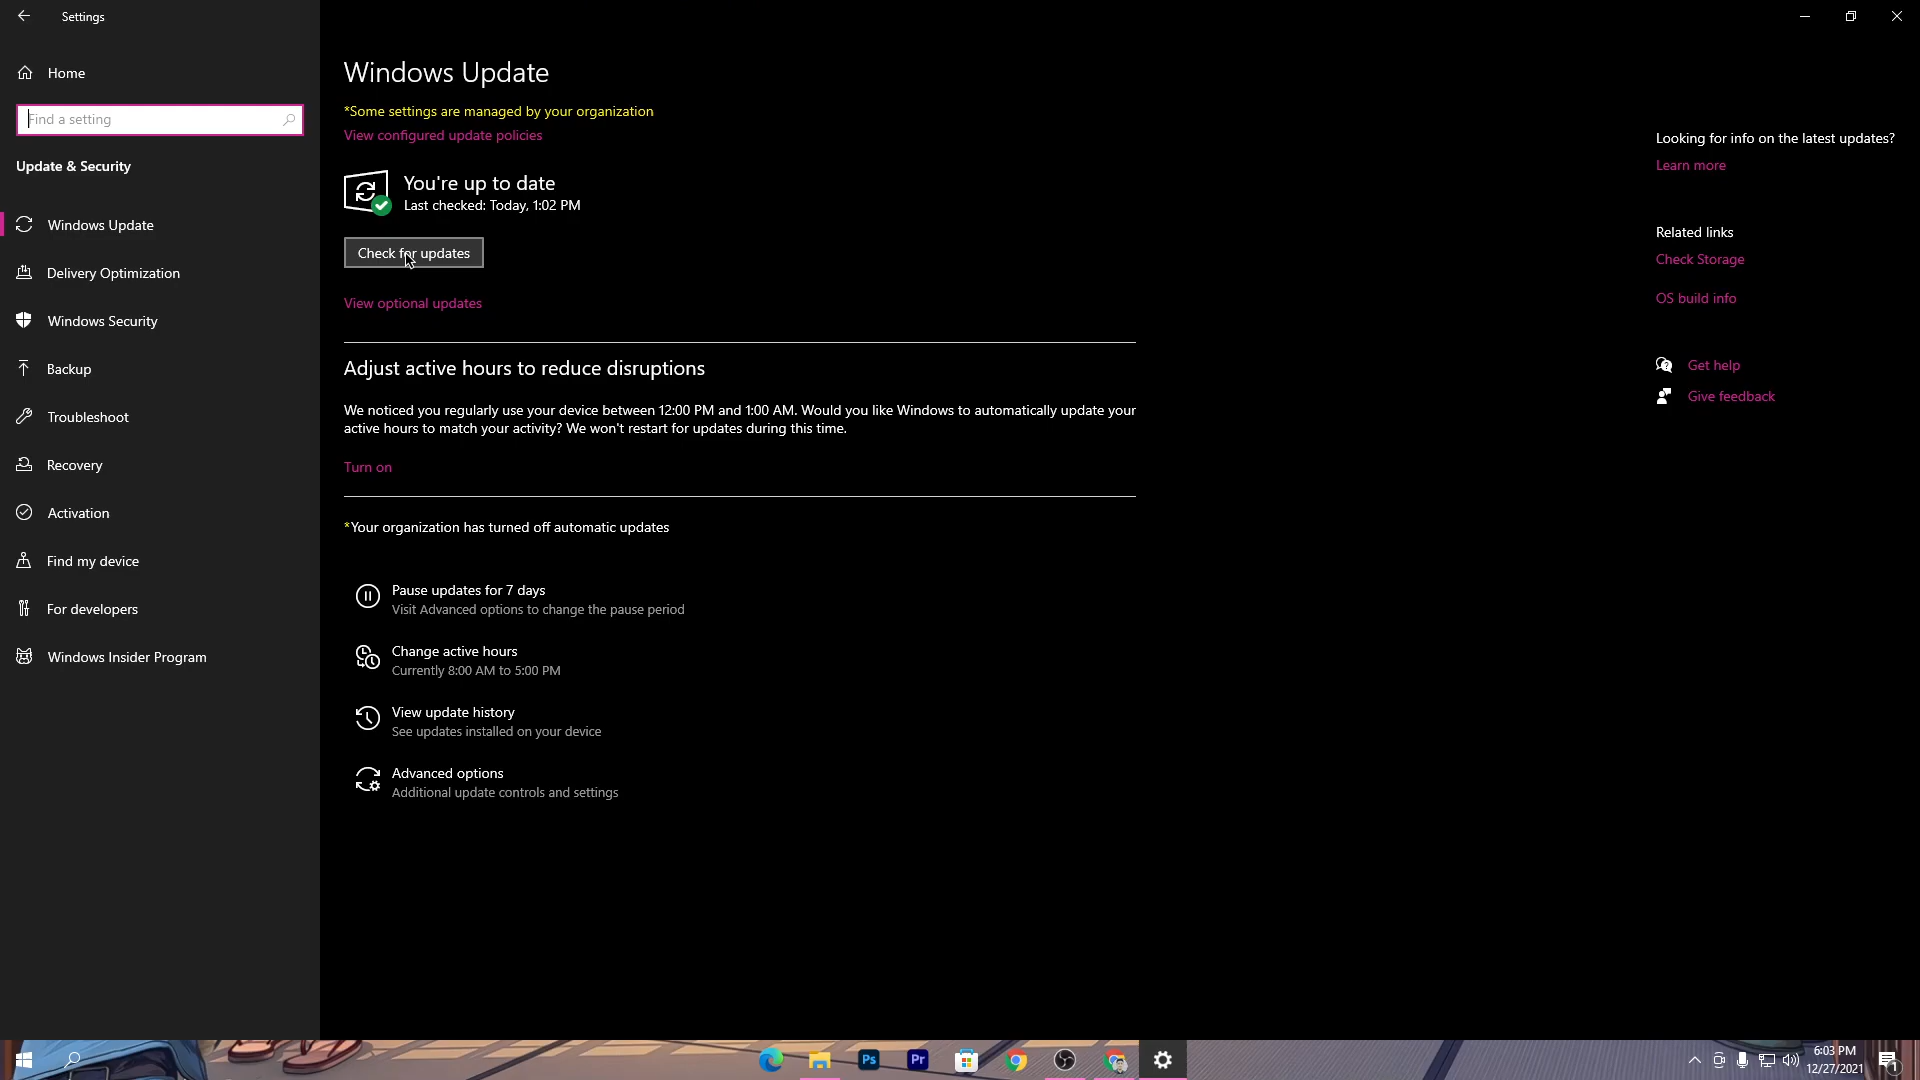 Settings
Home
Find a setting
Update & Security
Windows Update
Delivery Optimization
Windows Security
Backup
Troubleshoot
Recovery
Activation
Find my device
For developers
Windows Insider Program
Windows Update
*Some settings are managed by your organization
View configured update policies
You're up to date
Last checked: Today, 1:02 PM
Check for updates
View optional updates
Adjust active hours to reduce disruptions
We noticed you regularly use your device between 12:00 PM and 1:00 AM. Would you like Windows to automatically update your
active hours to match your activity? We won't restart for updates during this time.
Turn on
*Your organization has turned off automatic updates
Pause updates for 7 days
Visit Advanced options to change the pause period
Change active hours
Currently 8:00 AM to 5:00 PM
View update history
See updates installed on your device
Advanced options
Additional update controls and settings
Looking for info on the latest updates?
Learn more
Related links
Check Storage
OS build info
Get help
Give feedback
Ps
Pr
6:03 PM
12/27/2021
1